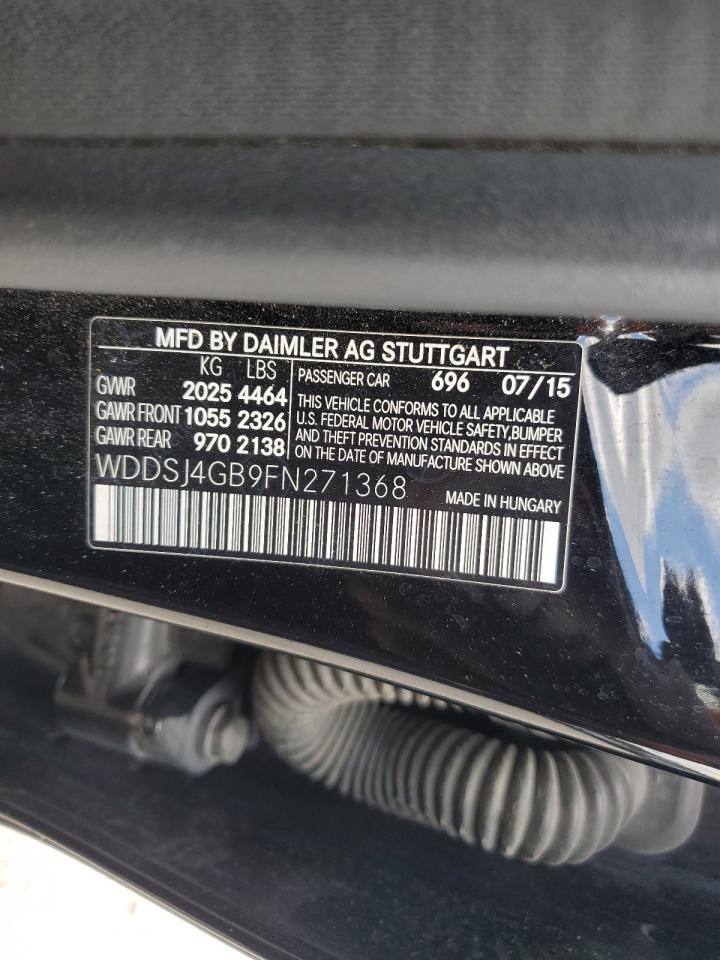 MFD BY DAIMLER AG STUTTGART
KG LBS
GVWR 2025 4464
GAWR FRONT 1055 2326
GAWR REAR 970 2138
PASSENGER CAR 696 07/15
THIS VEHICLE CONFORMS TO ALL APPLICABLE
U.S. FEDERAL MOTOR VEHICLE SAFETY,BUMPER
AND THEFT PREVENTION STANDARDS IN EFFECT
ON THE DATE OF MANUFACTURE SHOWN ABOVE.
WDDSJ4GB9FN271368
MADE IN HUNGARY